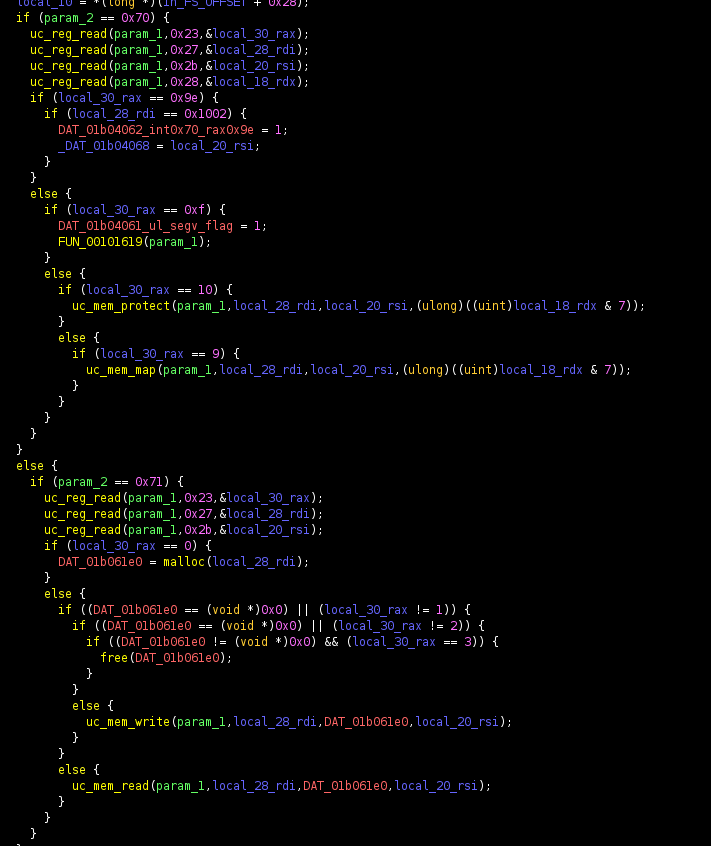 local_10 = *(long *)(in_FS_OFFSET + 0x28);
if (param_2 == 0x70) {
uc_reg_read(param_1,0x23,&local_30_rax);
uc_reg_read(param_1,0x27,&local_28_rdi);
uc_reg_read(param_1,0x2b,&local_20_rsi);
uc_reg_read(param_1,0x28,&local_18_rdx);
if (local_30_rax == 0x9e) {
if (local_28_rdi == 0x1002) {
DAT_01b04062_int0x70_rax0x9e = 1;
_DAT_01b04068 = local_20_rsi;
}
}
else {
if (local_30_rax == 0xf) {
DAT_01b04061_ul_segv_flag = 1;
FUN_00101619(param_1);
}
else {
if (local_30_rax == 10) {
uc_mem_protect(param_1,local_28_rdi,local_20_rsi,(ulong)((uint)local_18_rdx & 7));
}
else {
if (local_30_rax == 9) {
uc_mem_map(param_1,local_28_rdi,local_20_rsi,(ulong)((uint)local_18_rdx & 7));
}
}
}
}
}
else {
if (param_2 == 0x71) {
uc_reg_read(param_1,0x23,&local_30_rax);
uc_reg_read(param_1,0x27,&local_28_rdi);
uc_reg_read(param_1,0x2b,&local_20_rsi);
if (local_30_rax == 0) {
DAT_01b061e0 = malloc(local_28_rdi);
}
else {
if ((DAT_01b061e0 == (void *)0x0) || (local_30_rax != 1)) {
if ((DAT_01b061e0 == (void *)0x0) || (local_30_rax != 2)) {
if ((DAT_01b061e0 != (void *)0x0) && (local_30_rax == 3)) {
free(DAT_01b061e0);
}
}
else {
uc_mem_write(param_1,local_28_rdi,DAT_01b061e0,local_20_rsi);
}
}
else {
uc_mem_read(param_1,local_28_rdi,DAT_01b061e0,local_20_rsi);
}
}
}